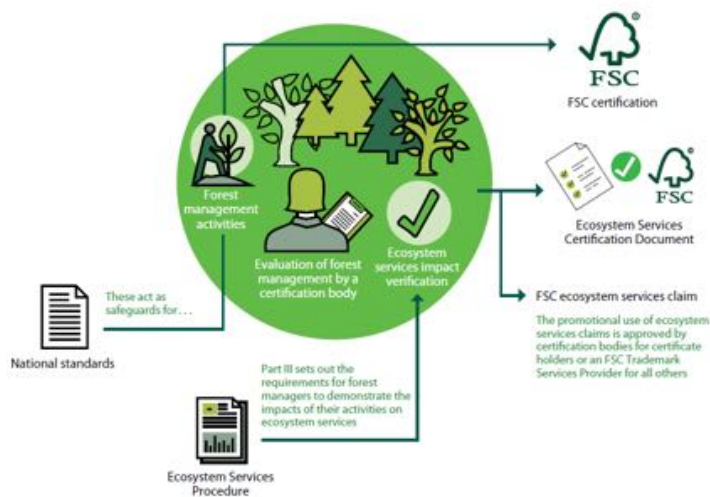 FSC
FSC certification
Forest
management
activities
Evaluation of forest
management by a
certification body
Ecosystem
services impact
verification
FSC
Ecosystem Services
Certification Document
These act as
safeguards for…
National standards
FSC ecosystem services claim
The promotional use of ecosystem
services claims is approved by
certification bodies for certificate
holders or an FSC Trademark
Services Provider for all others
Part III sets out the
requirements for forest
managers to demonstrate the
impacts of their activities on
ecosystem services
Ecosystem Services
Procedure